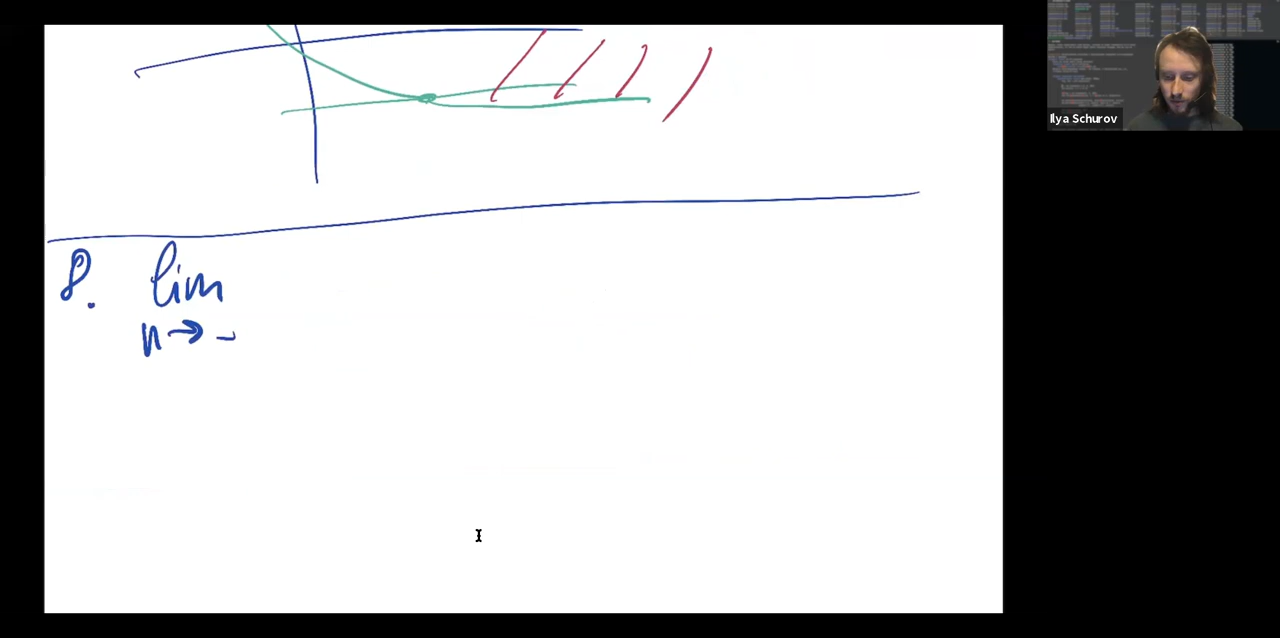 Ilya Schurov
8. lim
n →